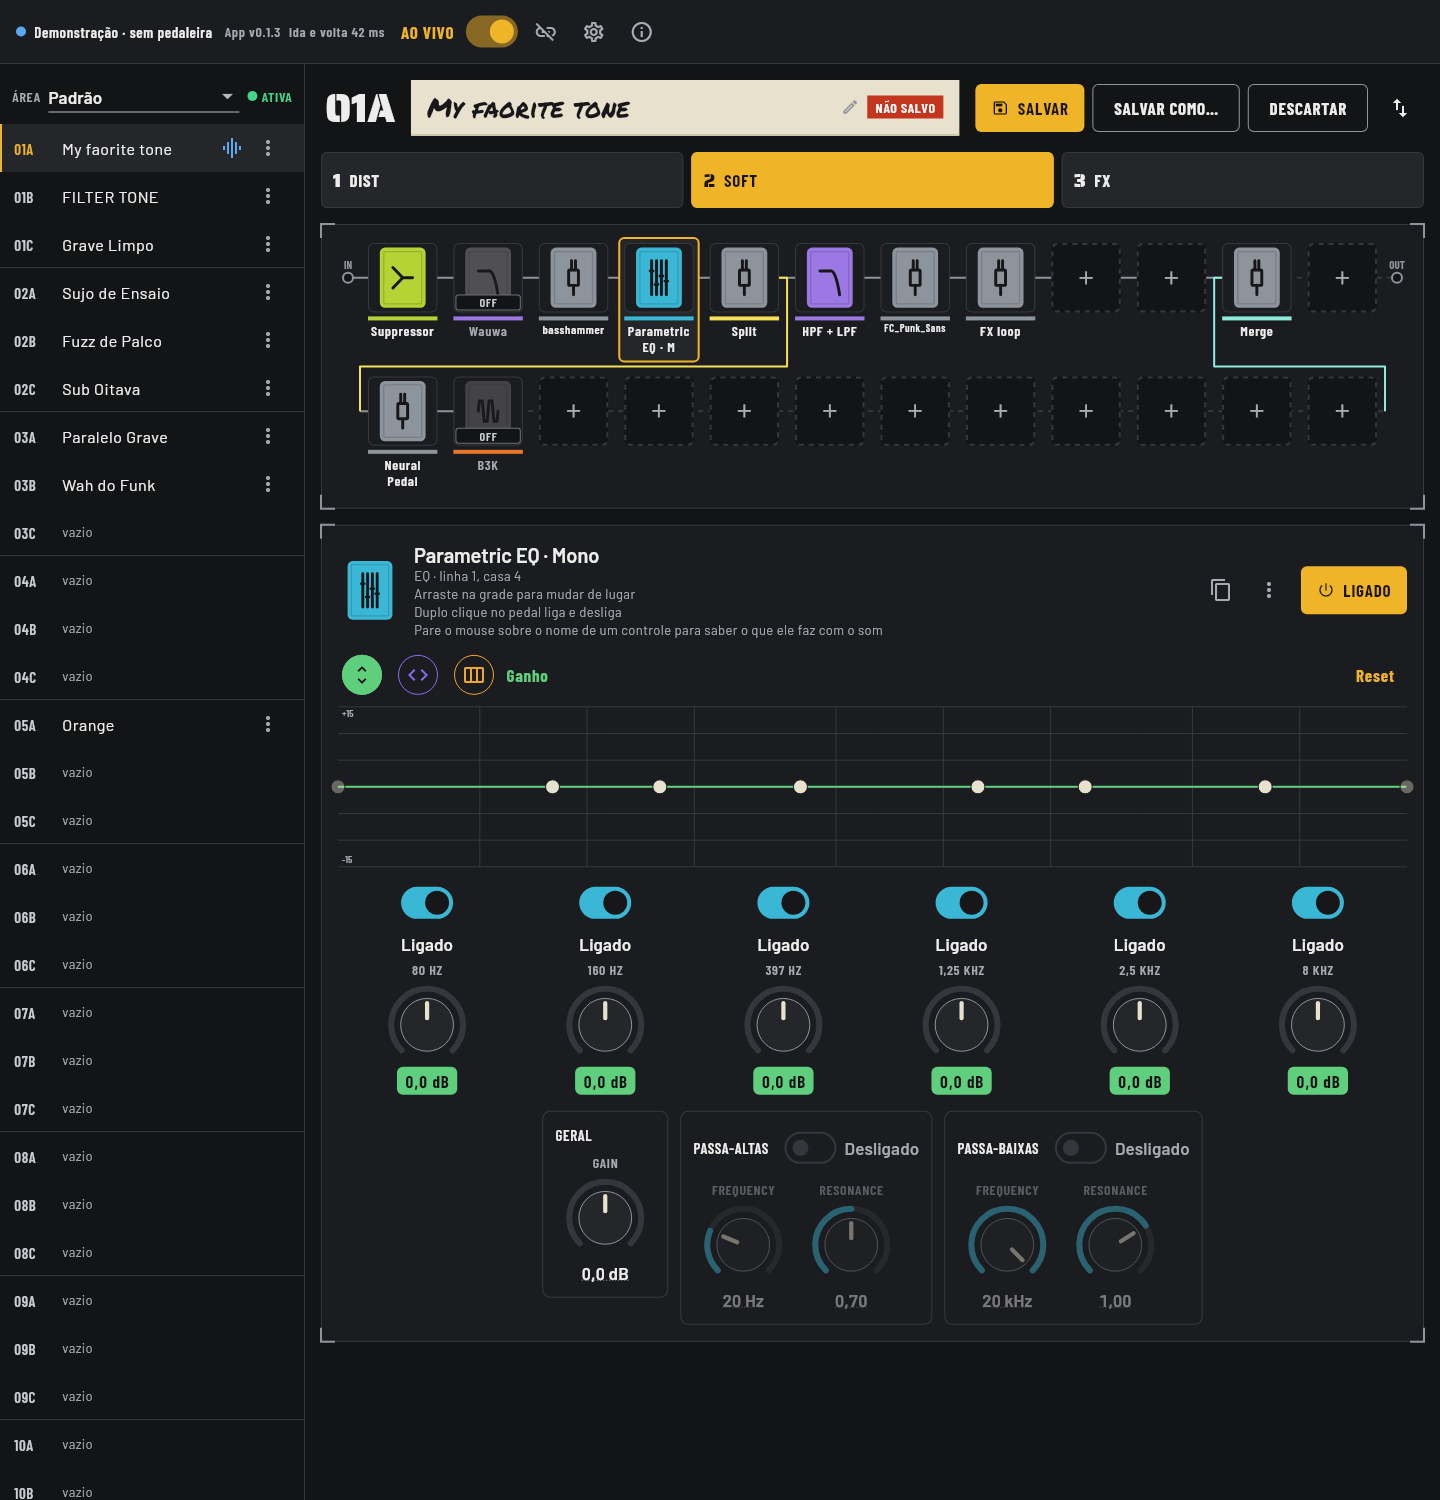 Demonstração · sem pedaleira App v0.1.3 Ida e volta 42 ms AO VIVO
ÁREA Padrão ATIVA
01A My faorite tone
01B FILTER TONE
01C Grave Limpo
02A Sujo de Ensaio
02B Fuzz de Palco
02C Sub Oitava
03A Paralelo Grave
03B Wah do Funk
03C vazio
04A vazio
04B vazio
04C vazio
05A Orange
05B vazio
05C vazio
06A vazio
06B vazio
06C vazio
07A vazio
07B vazio
07C vazio
08A vazio
08B vazio
08C vazio
09A vazio
09B vazio
09C vazio
10A vazio
10B vazio
01A My faorite tone NÃO SALVO SALVAR SALVAR COMO... DESCARTAR
1 DIST 2 SOFT 3 FX
IN OUT
OFF
Suppressor Wauwa basshammer Parametric EQ · M Split HPF + LPF FC_Punk_Sans FX loop + + Merge +
OFF
+ + + + + + + + + +
Neural Pedal B3K
Parametric EQ · Mono
EQ · linha 1, casa 4
Arraste na grade para mudar de lugar
Duplo clique no pedal liga e desliga
Pare o mouse sobre o nome de um controle para saber o que ele faz com o som
LIGADO
Ganho Reset
+15
-15
Ligado Ligado Ligado Ligado Ligado Ligado
80 HZ 160 HZ 397 HZ 1,25 KHZ 2,5 KHZ 8 KHZ
0,0 dB 0,0 dB 0,0 dB 0,0 dB 0,0 dB 0,0 dB
GERAL
GAIN
0,0 dB
PASSA-ALTAS Desligado
FREQUENCY RESONANCE
20 Hz 0,70
PASSA-BAIXAS Desligado
FREQUENCY RESONANCE
20 kHz 1,00